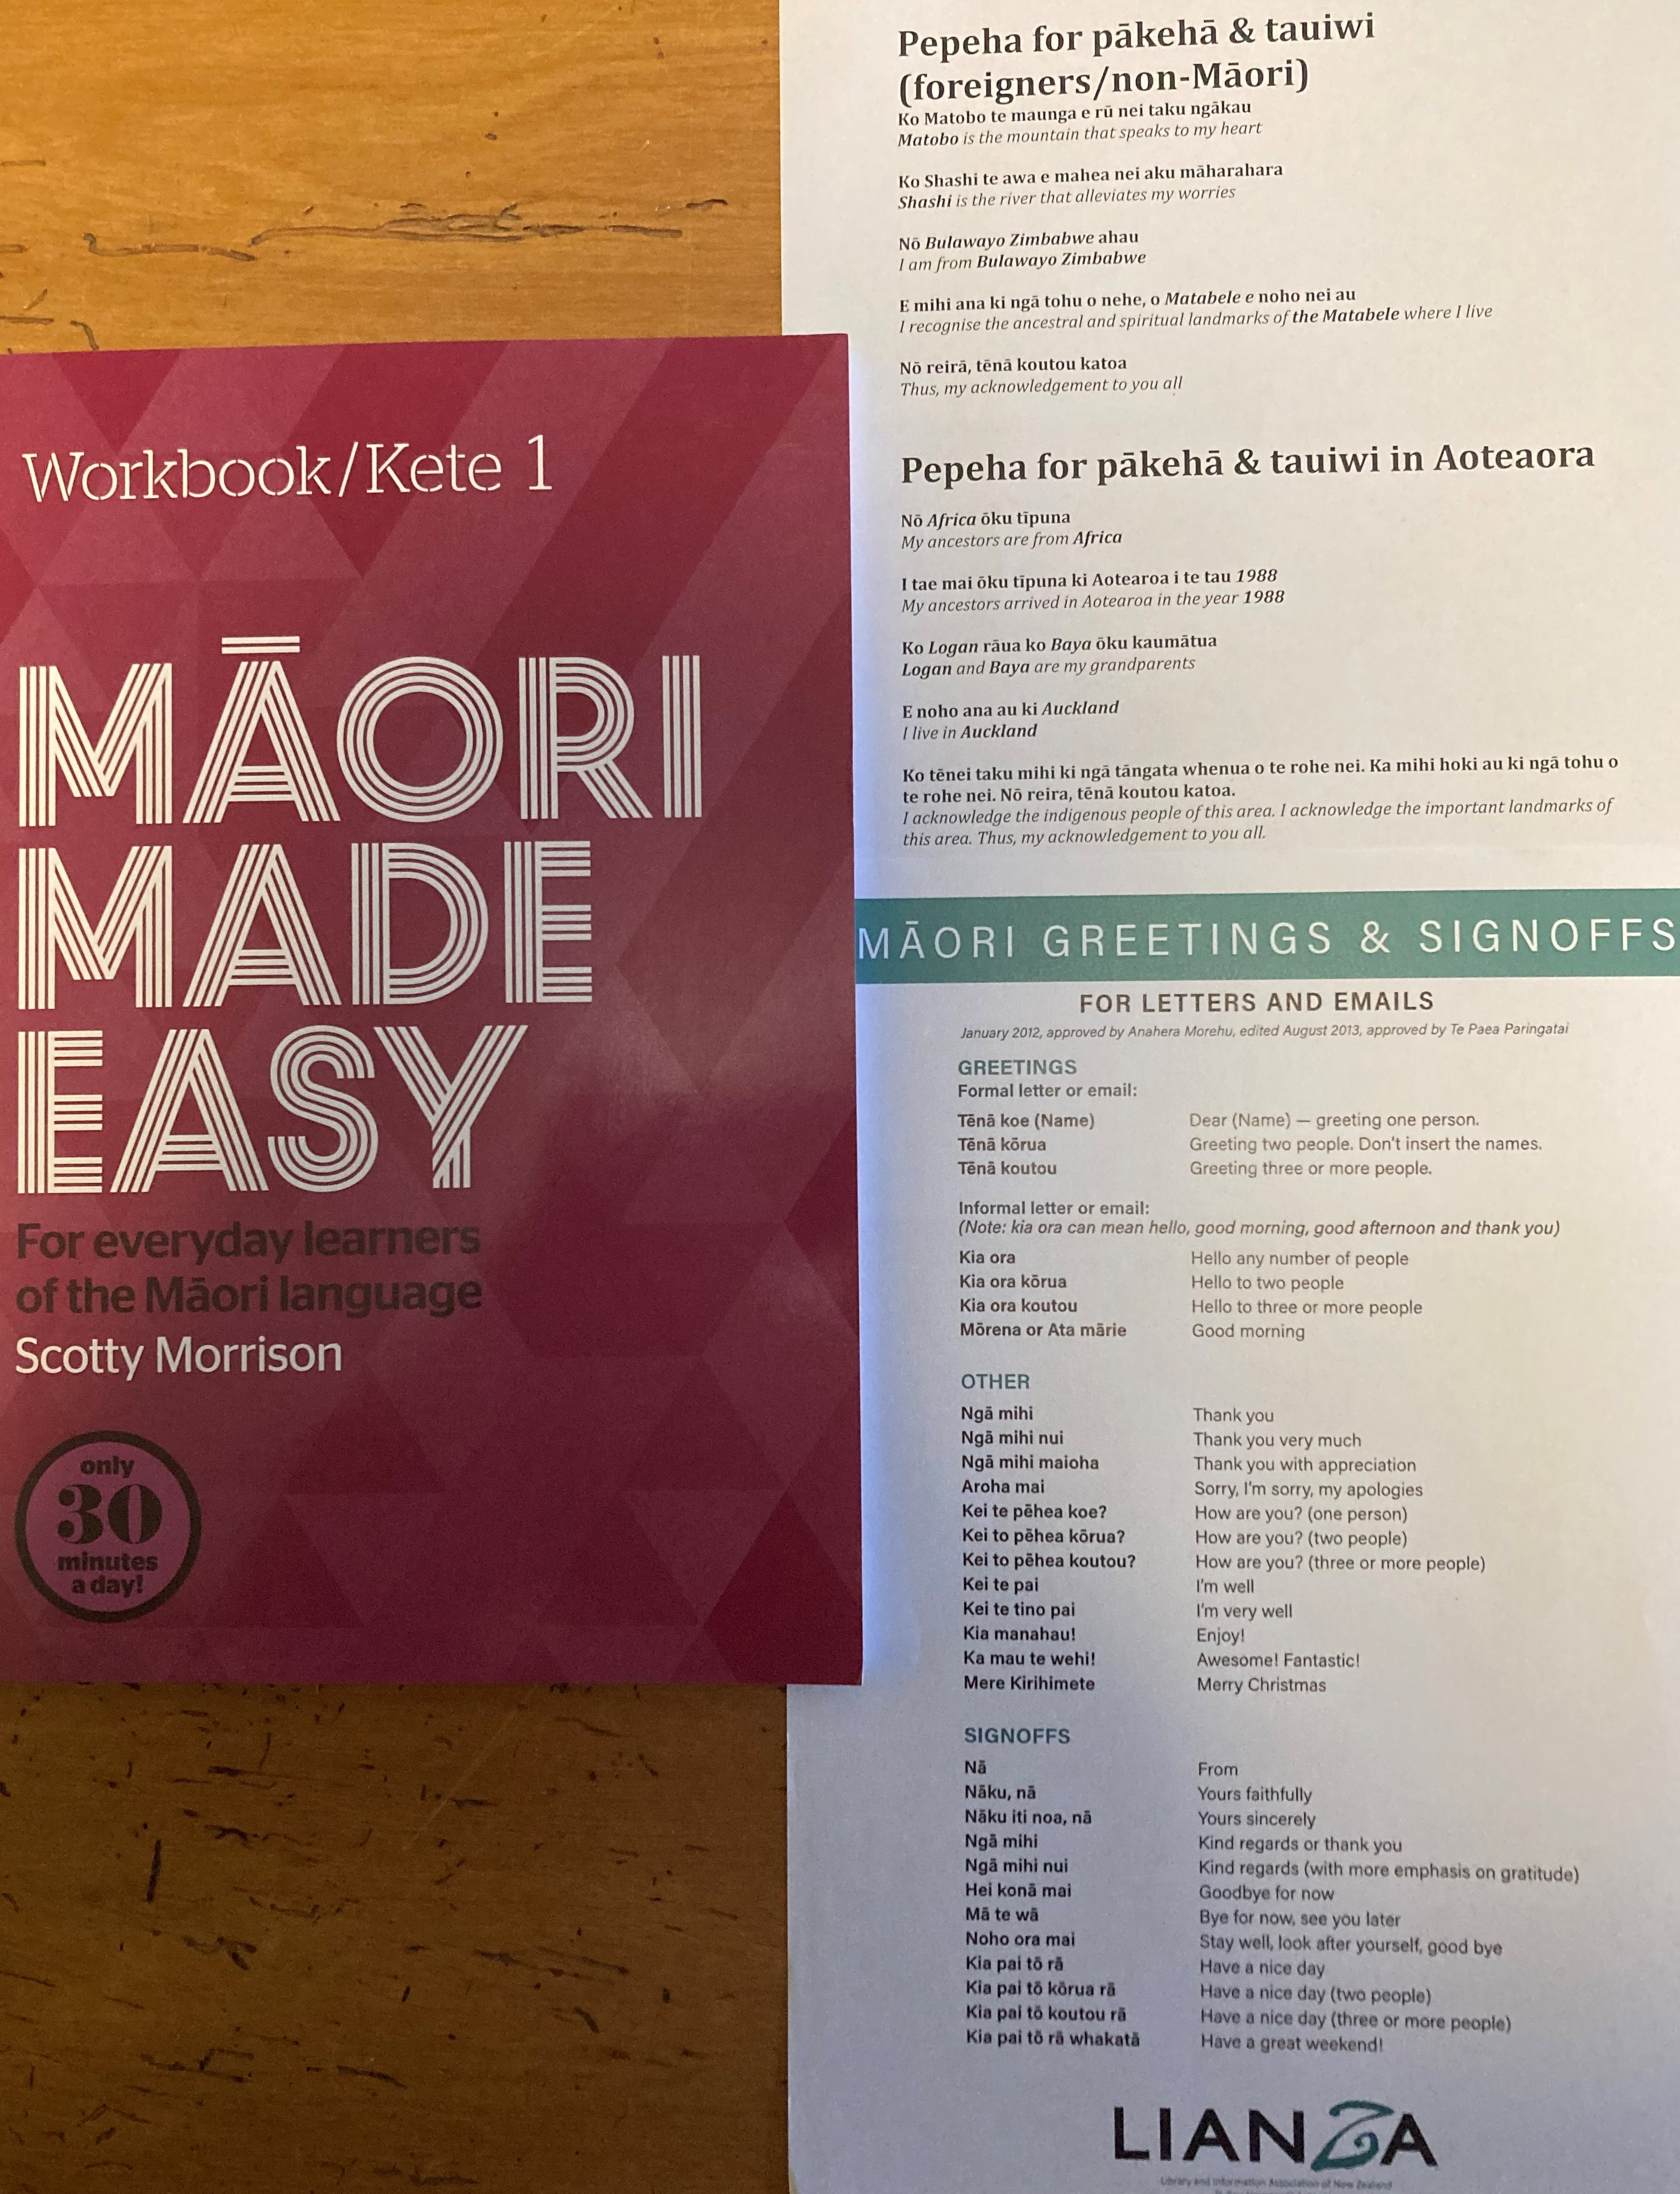 Workbook/Kete 1
MĀORI
MADE
EASY
For everyday learners
of the Māori language
Scotty Morrison
only
30
minutes
a day!
Pepeha for pākehā & tauiwi
(foreigners/non-Māori)
Ko Matobo te maunga e rū nei taku ngākau
Matobo is the mountain that speaks to my heart
Ko Shashi te awa e mahea nei aku māharahara
Shashi is the river that alleviates my worries
Nō Bulawayo Zimbabwe ahau
I am from Bulawayo Zimbabwe
E mihi ana ki ngā tohu o nehe, o Matabele e noho nei au
I recognise the ancestral and spiritual landmarks of the Matabele where I live
Nō reirā, tēnā koutou katoa
Thus, my acknowledgement to you all
Pepeha for pākehā & tauiwi in Aoteaora
Nō Africa ōku tīpuna
My ancestors are from Africa
I tae mai ōku tīpuna ki Aotearoa i te tau 1988
My ancestors arrived in Aotearoa in the year 1988
Ko Logan rāua ko Baya ōku kaumātua
Logan and Baya are my grandparents
E noho ana au ki Auckland
I live in Auckland
Ko tēnei taku mihi ki ngā tāngata whenua o te rohe nei. Ka mihi hoki au ki ngā tohu o
te rohe nei. Nō reira, tēnā koutou katoa.
I acknowledge the indigenous people of this area. I acknowledge the important landmarks of
this area. Thus, my acknowledgement to you all.
MĀORI GREETINGS & SIGNOFFS
FOR LETTERS AND EMAILS
January 2012, approved by Anahera Morehu, edited August 2013, approved by Te Paea Paringatai
GREETINGS
Formal letter or email:
Tēnā koe (Name) Dear (Name) — greeting one person.
Tēnā kōrua Greeting two people. Don't insert the names.
Tēnā koutou Greeting three or more people.
Informal letter or email:
(Note: kia ora can mean hello, good morning, good afternoon and thank you)
Kia ora Hello any number of people
Kia ora kōrua Hello to two people
Kia ora koutou Hello to three or more people
Mōrena or Ata mārie Good morning
OTHER
Ngā mihi Thank you
Ngā mihi nui Thank you very much
Ngā mihi maioha Thank you with appreciation
Aroha mai Sorry, I'm sorry, my apologies
Kei te pēhea koe? How are you? (one person)
Kei to pēhea kōrua? How are you? (two people)
Kei to pēhea koutou? How are you? (three or more people)
Kei te pai I'm well
Kei te tino pai I'm very well
Kia manahau! Enjoy!
Ka mau te wehi! Awesome! Fantastic!
Mere Kirihimete Merry Christmas
SIGNOFFS
Nā From
Nāku, nā Yours faithfully
Nāku iti noa, nā Yours sincerely
Ngā mihi Kind regards or thank you
Ngā mihi nui Kind regards (with more emphasis on gratitude)
Hei konā mai Goodbye for now
Mā te wā Bye for now, see you later
Noho ora mai Stay well, look after yourself, good bye
Kia pai tō rā Have a nice day
Kia pai tō kōrua rā Have a nice day (two people)
Kia pai tō koutou rā Have a nice day (three or more people)
Kia pai tō rā whakatā Have a great weekend!
LIANZA
Library and Information Association of New Zealand